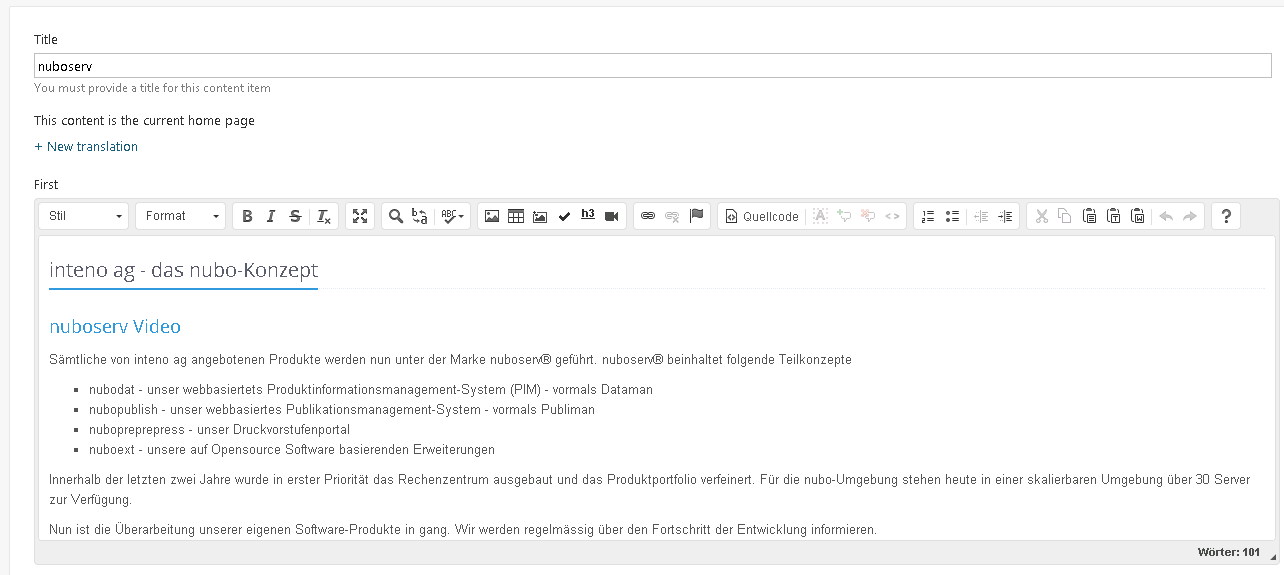 Title
nuboserv
You must provide a title for this content item
This content is the current home page
+ New translation
First
Stil Format B I S Tx ABC h3 Quellcode A ?
inteno ag - das nubo-Konzept
nuboserv Video
Sämtliche von inteno ag angebotenen Produkte werden nun unter der Marke nuboserv® geführt. nuboserv® beinhaltet folgende Teilkonzepte
nubodat - unser webbasiertets Produktinformationsmanagement-System (PIM) - vormals Dataman
nubopublish - unser webbasiertes Publikationsmanagement-System - vormals Publiman
nubopreprepress - unser Druckvorstufenportal
nuboext - unsere auf Opensource Software basierenden Erweiterungen
Innerhalb der letzten zwei Jahre wurde in erster Priorität das Rechenzentrum ausgebaut und das Produktportfolio verfeinert. Für die nubo-Umgebung stehen heute in einer skalierbaren Umgebung über 30 Server
zur Verfügung.
Nun ist die Überarbeitung unserer eigenen Software-Produkte in gang. Wir werden regelmässig über den Fortschritt der Entwicklung informieren.
Wörter: 101